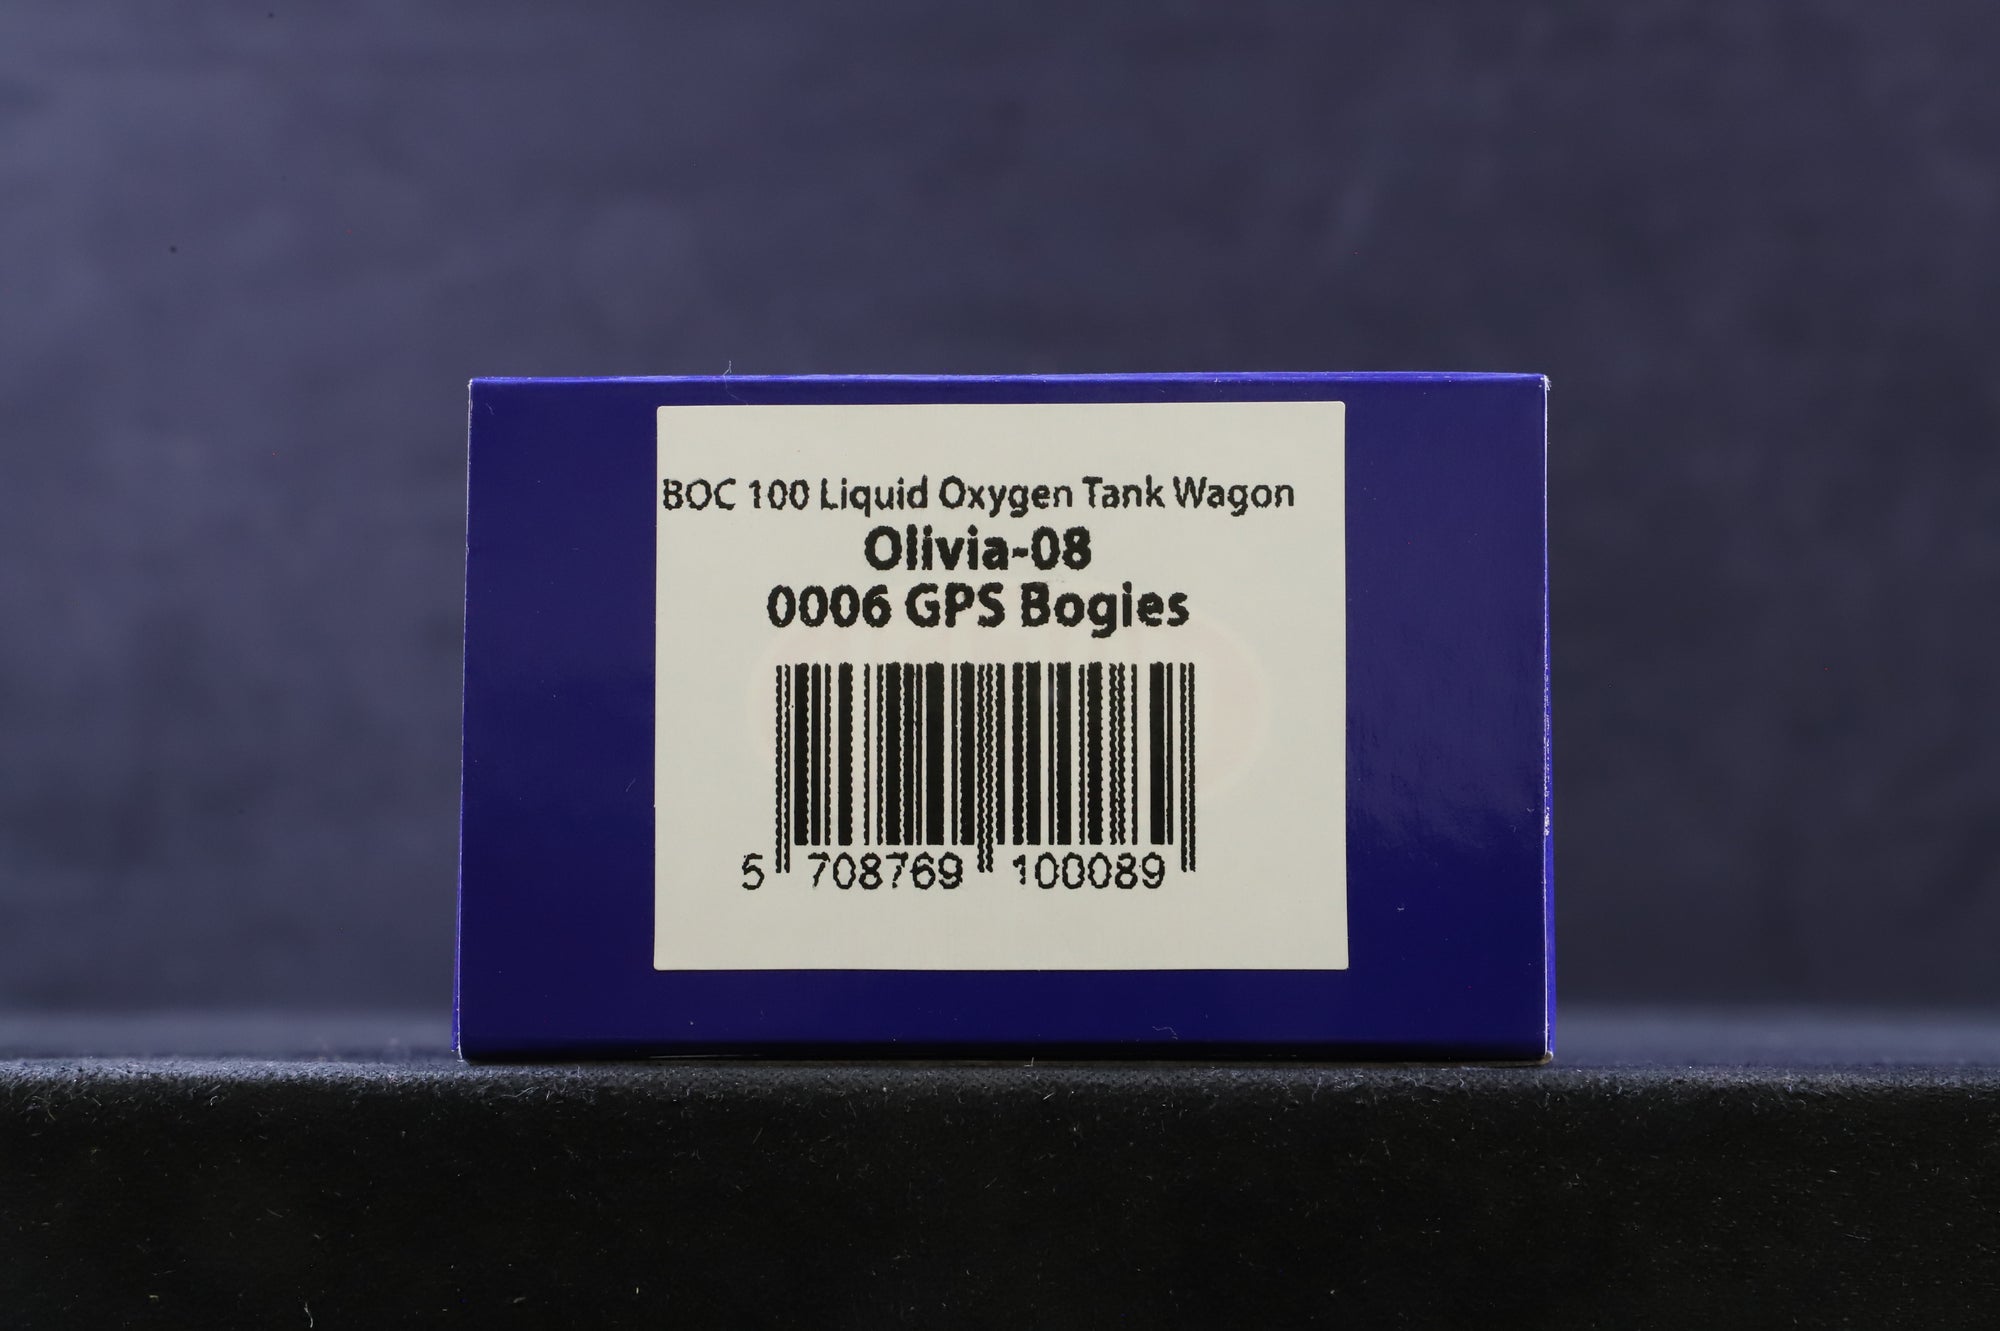 BOC 100 Liquid Oxygen Tank Wagon
Olivia-08
0006 GPS Bogies
5 708769 100089